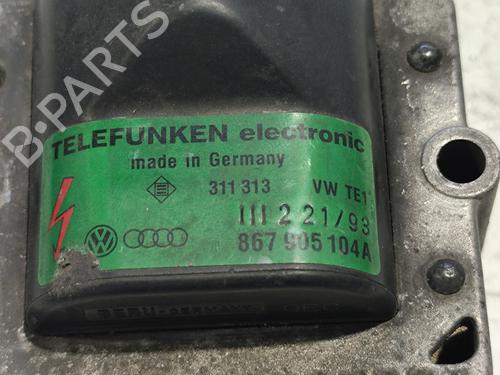 B-PARTS
TELEFUNKEN electronic
made in Germany
311 313 VW TE1
III 2 21/93
867 905 104A